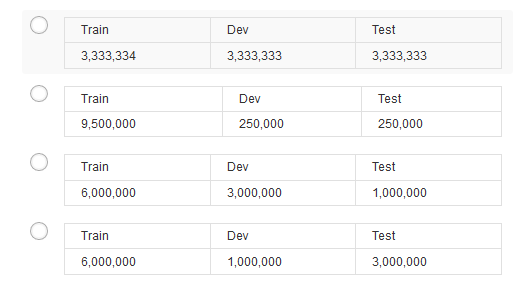 Train Dev Test
3,333,334 3,333,333 3,333,333
Train Dev Test
9,500,000 250,000 250,000
Train Dev Test
6,000,000 3,000,000 1,000,000
Train Dev Test
6,000,000 1,000,000 3,000,000